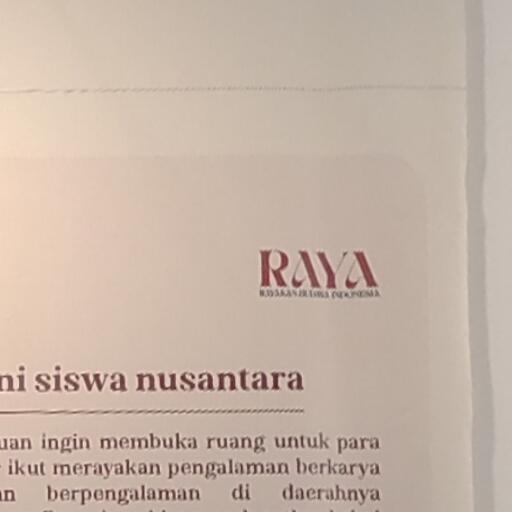 RAYA
RAYAKAN BUDAYA INDONESIA
ni siswa nusantara
uan ingin membuka ruang untuk para
ikut merayakan pengalaman berkarya
an berpengalaman di daerahnya